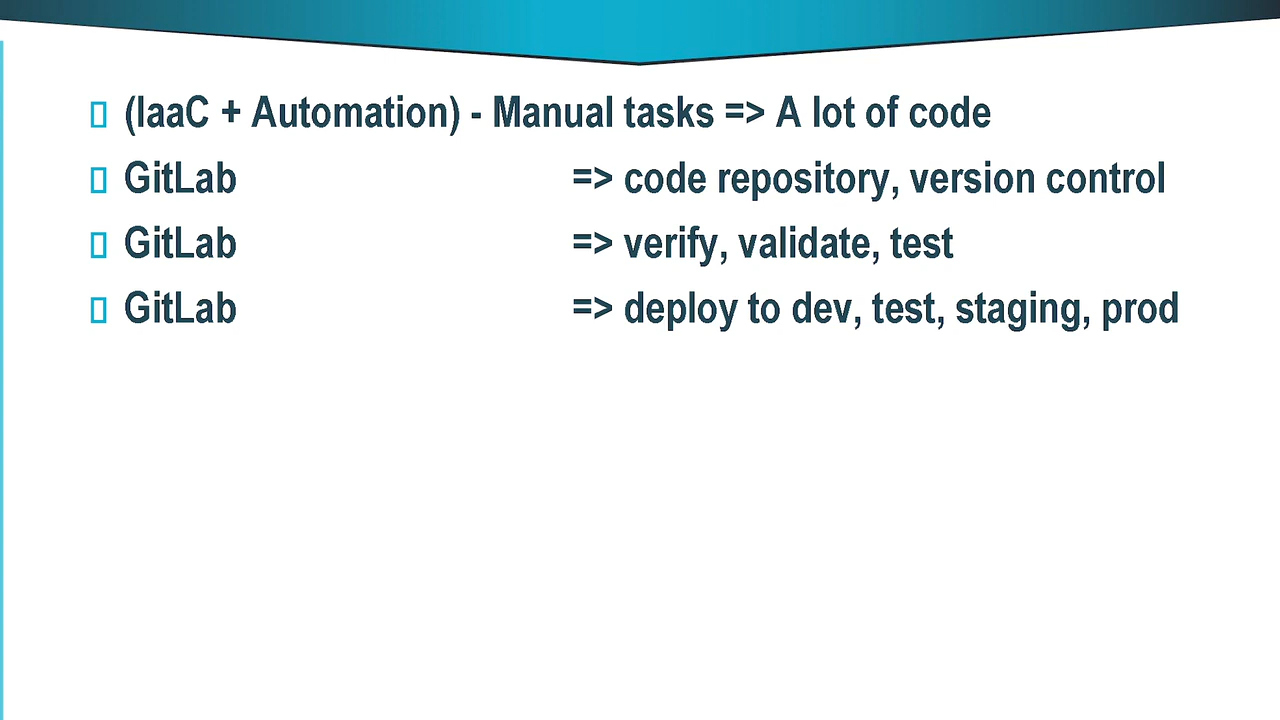 (IaaC + Automation) - Manual tasks => A lot of code
GitLab => code repository, version control
GitLab => verify, validate, test
GitLab => deploy to dev, test, staging, prod